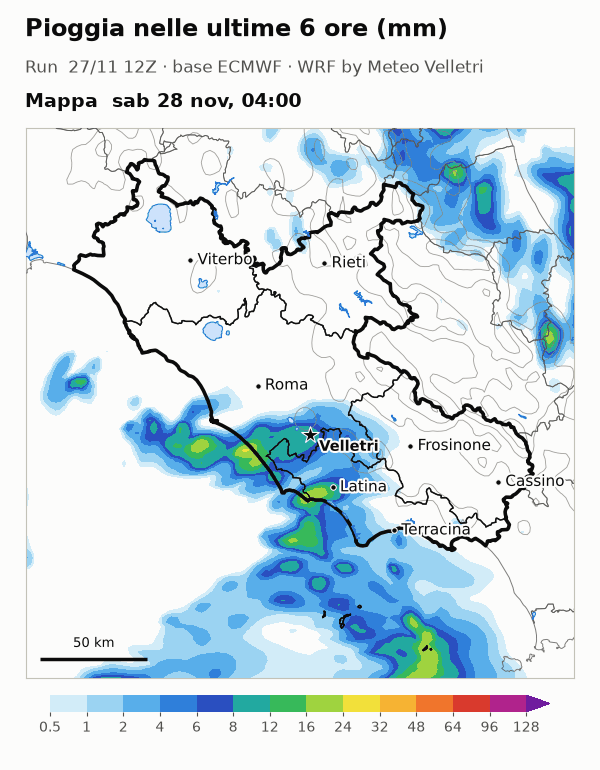 Pioggia nelle ultime 6 ore (mm)
Run  27/11 12Z · base ECMWF · WRF by Meteo Velletri
Mappa  sab 28 nov, 04:00
Viterbo
Rieti
Roma
Velletri
Frosinone
Latina
Cassino
Terracina
50 km
0.5 1 2 4 6 8 12 16 24 32 48 64 96 128